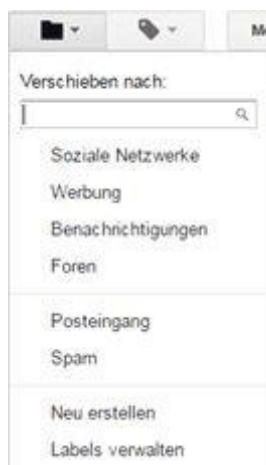 Verschieben nach:
Soziale Netzwerke
Werbung
Benachrichtigungen
Foren
Posteingang
Spam
Neu erstellen
Labels verwalten